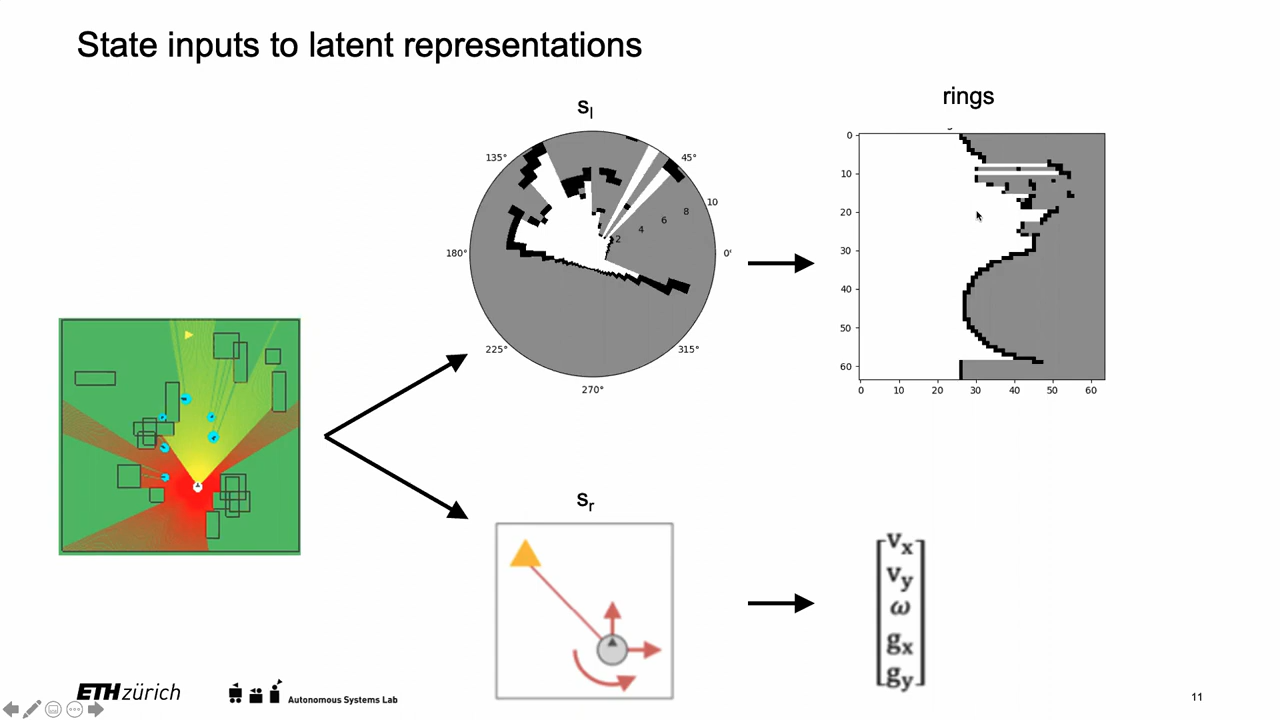 State inputs to latent representations
s_l
rings
135° 45°
10
8
6
4
2
180° 0°
225° 315°
270°
0
10
20
30
40
50
60
0 10 20 30 40 50 60
s_r
v_x
v_y
ω
g_x
g_y
ETH zürich
Autonomous Systems Lab
11